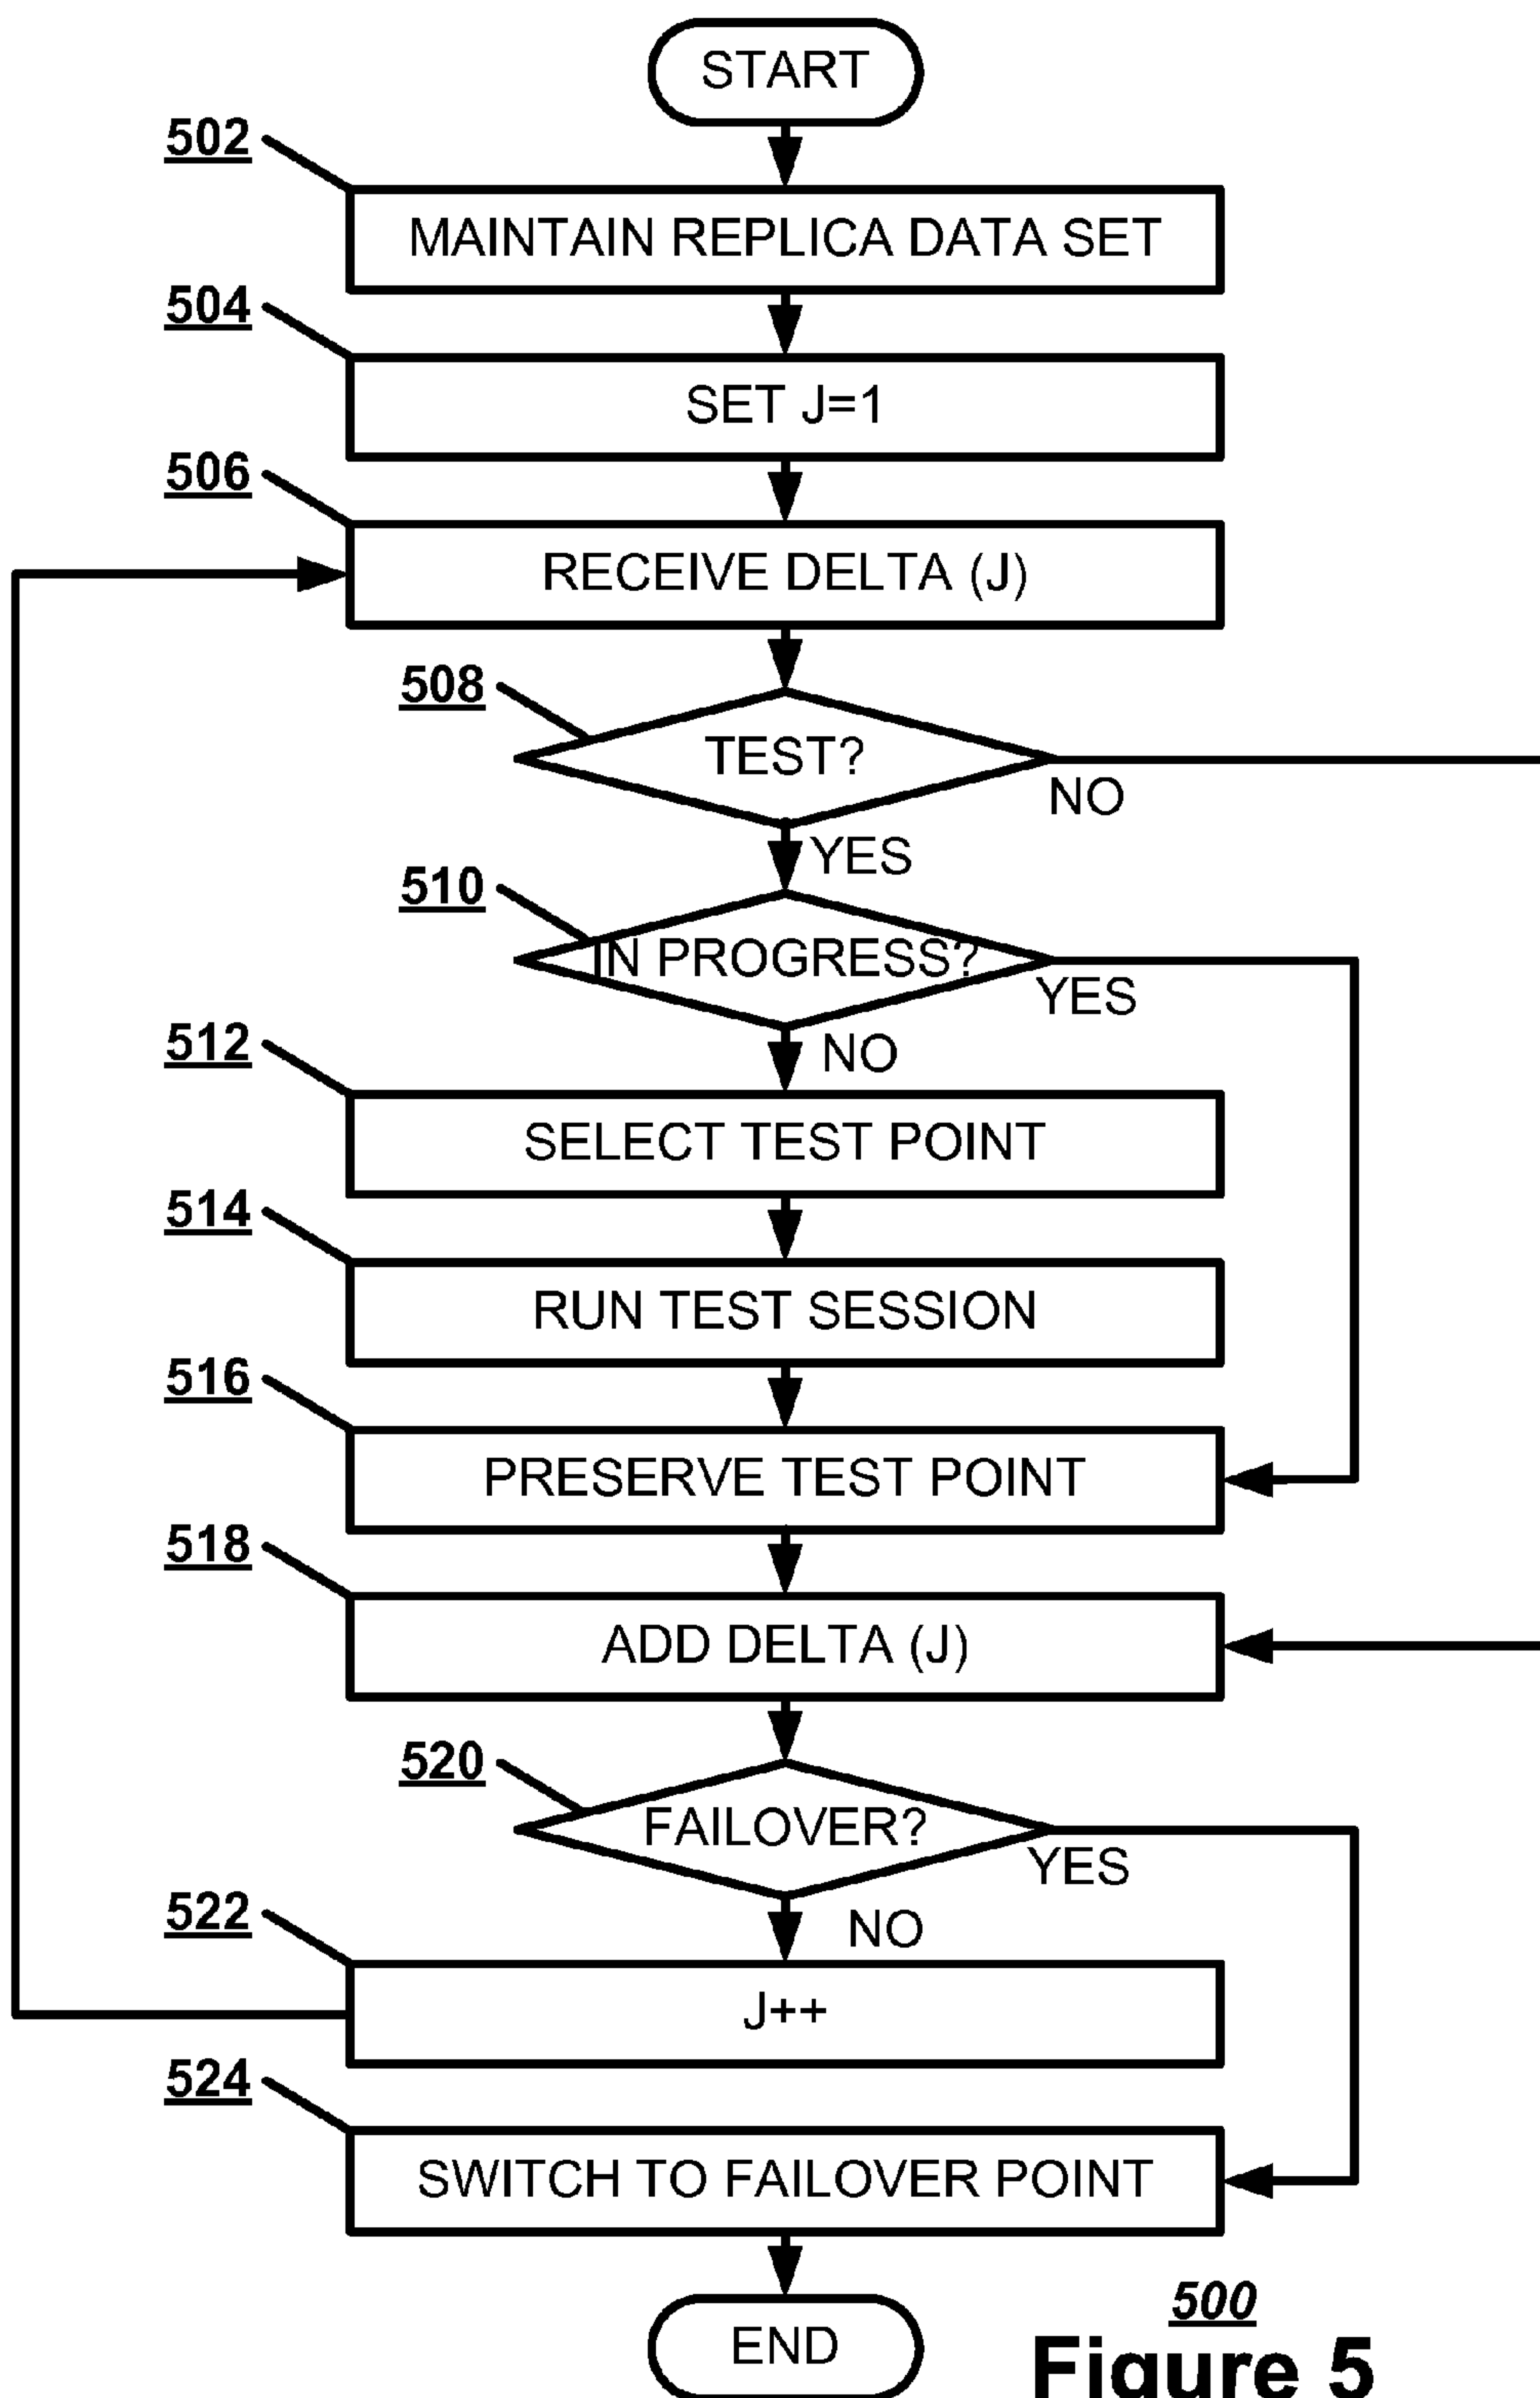 START
502
MAINTAIN REPLICA DATA SET
504
SET J=1
506
RECEIVE DELTA (J)
508
TEST?
NO
YES
510
IN PROGRESS?
YES
NO
512
SELECT TEST POINT
514
RUN TEST SESSION
516
PRESERVE TEST POINT
518
ADD DELTA (J)
520
FAILOVER?
YES
NO
522
J++
524
SWITCH TO FAILOVER POINT
END
500
Figure 5